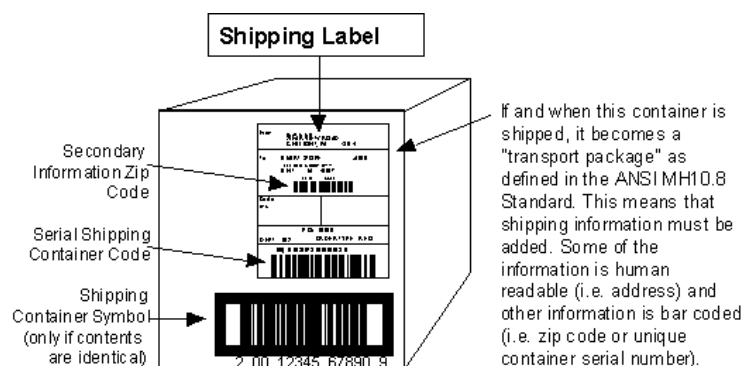 Shipping Label
Secondary
Information Zip
Code
Serial Shipping
Container Code
Shipping
Container Symbol
(only if contents
are identical)
2 00 12345 67890 9
If and when this container is
shipped, it becomes a
"transport package" as
defined in the ANSI MH10.8
Standard. This means that
shipping information must be
added. Some of the
information is human
readable (i.e. address) and
other information is bar coded
(i.e. zip code or unique
container serial number).